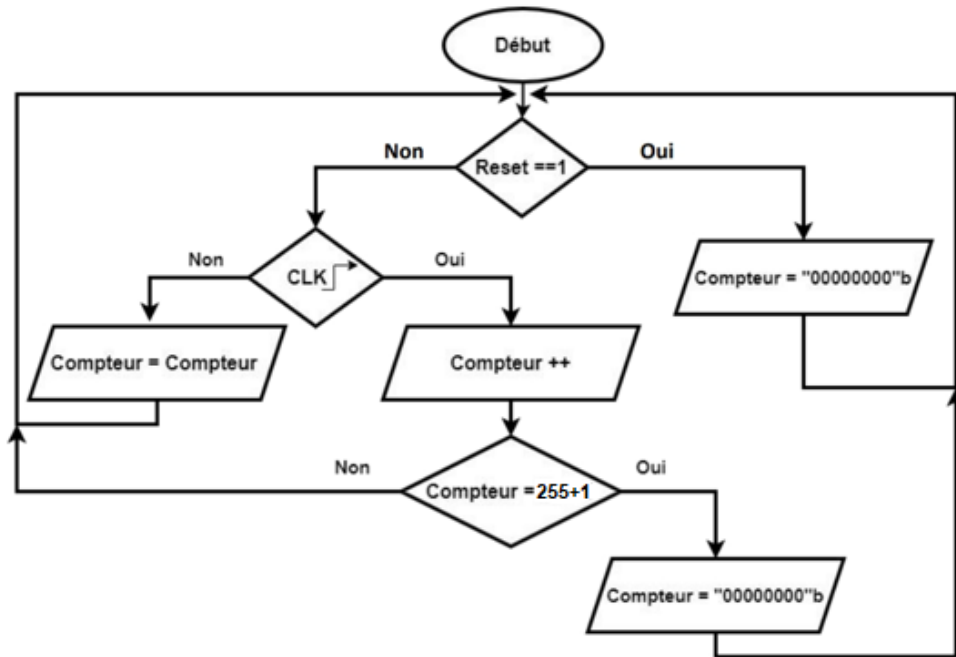 Début
Non
Oui
Reset ==1
Non
CLK
Oui
Compteur = "00000000"b
Compteur = Compteur
Compteur ++
Non
Oui
Compteur =255+1
Compteur = "00000000"b